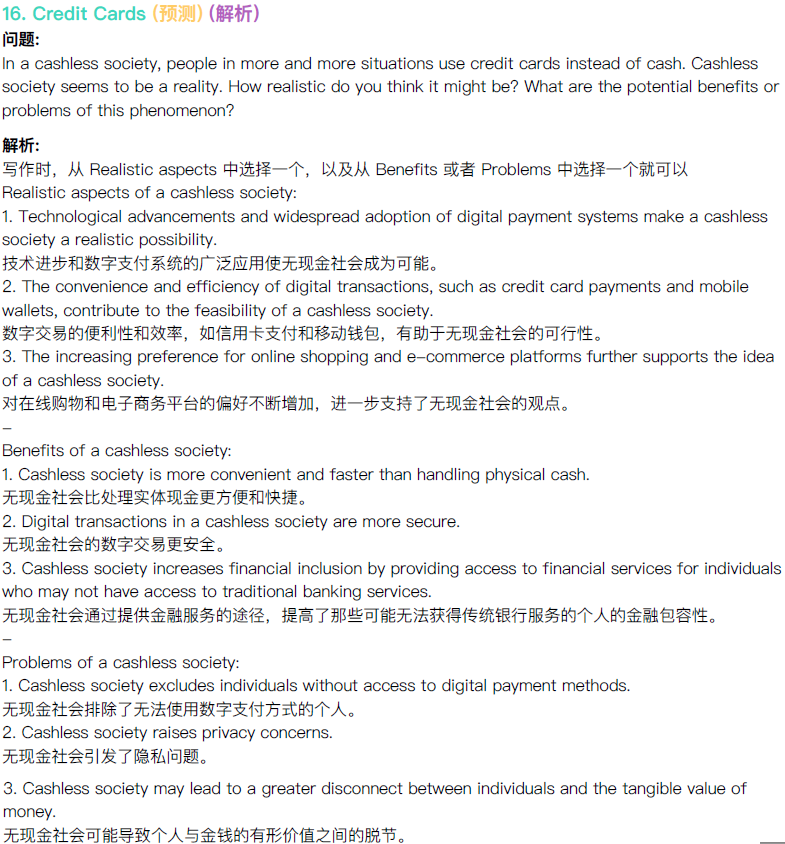 16. Credit Cards (预测) (解析)
问题:
In a cashless society, people in more and more situations use credit cards instead of cash. Cashless
society seems to be a reality. How realistic do you think it might be? What are the potential benefits or
problems of this phenomenon?
解析:
写作时，从 Realistic aspects 中选择一个，以及从 Benefits 或者 Problems 中选择一个就可以
Realistic aspects of a cashless society:
1. Technological advancements and widespread adoption of digital payment systems make a cashless
society a realistic possibility.
技术进步和数字支付系统的广泛应用使无现金社会成为可能。
2. The convenience and efficiency of digital transactions, such as credit card payments and mobile
wallets, contribute to the feasibility of a cashless society.
数字交易的便利性和效率，如信用卡支付和移动钱包，有助于无现金社会的可行性。
3. The increasing preference for online shopping and e-commerce platforms further supports the idea
of a cashless society.
对在线购物和电子商务平台的偏好不断增加，进一步支持了无现金社会的观点。
–
Benefits of a cashless society:
1. Cashless society is more convenient and faster than handling physical cash.
无现金社会比处理实体现金更方便和快捷。
2. Digital transactions in a cashless society are more secure.
无现金社会的数字交易更安全。
3. Cashless society increases financial inclusion by providing access to financial services for individuals
who may not have access to traditional banking services.
无现金社会通过提供金融服务的途径，提高了那些可能无法获得传统银行服务的个人的金融包容性。
–
Problems of a cashless society:
1. Cashless society excludes individuals without access to digital payment methods.
无现金社会排除了无法使用数字支付方式的个人。
2. Cashless society raises privacy concerns.
无现金社会引发了隐私问题。
3. Cashless society may lead to a greater disconnect between individuals and the tangible value of
money.
无现金社会可能导致个人与金钱的有形价值之间的脱节。